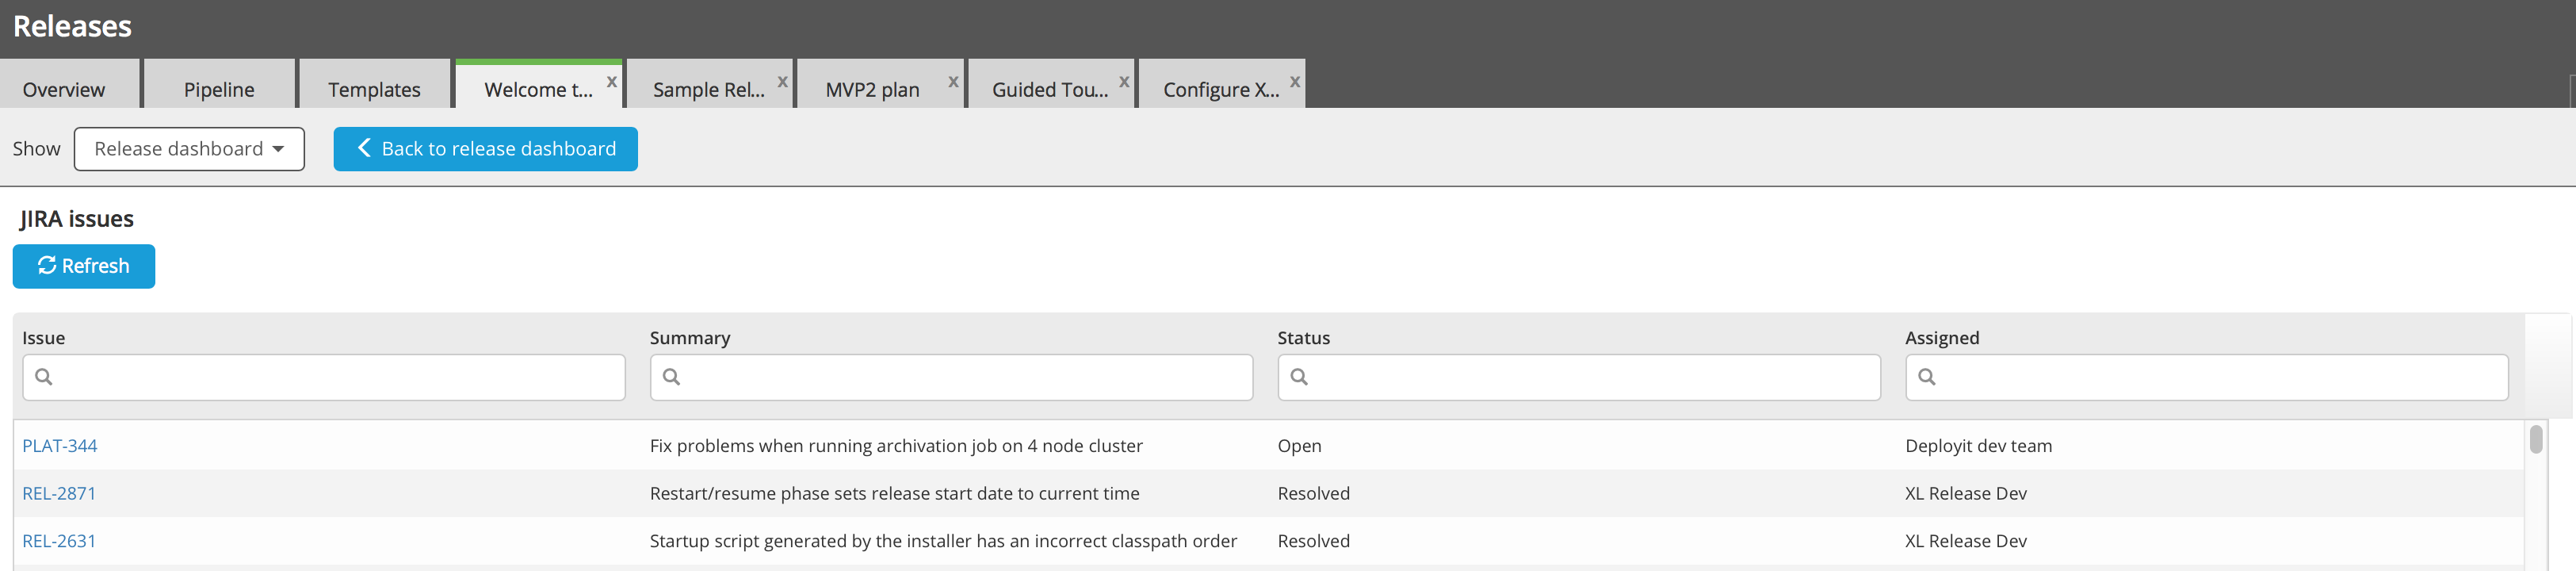 Releases
Overview Pipeline Templates Welcome t... x Sample Rel... x MVP2 plan x Guided Tou... x Configure X... x
Show Release dashboard Back to release dashboard
JIRA issues
Refresh
Issue Summary Status Assigned
PLAT-344 Fix problems when running archivation job on 4 node cluster Open Deployit dev team
REL-2871 Restart/resume phase sets release start date to current time Resolved XL Release Dev
REL-2631 Startup script generated by the installer has an incorrect classpath order Resolved XL Release Dev